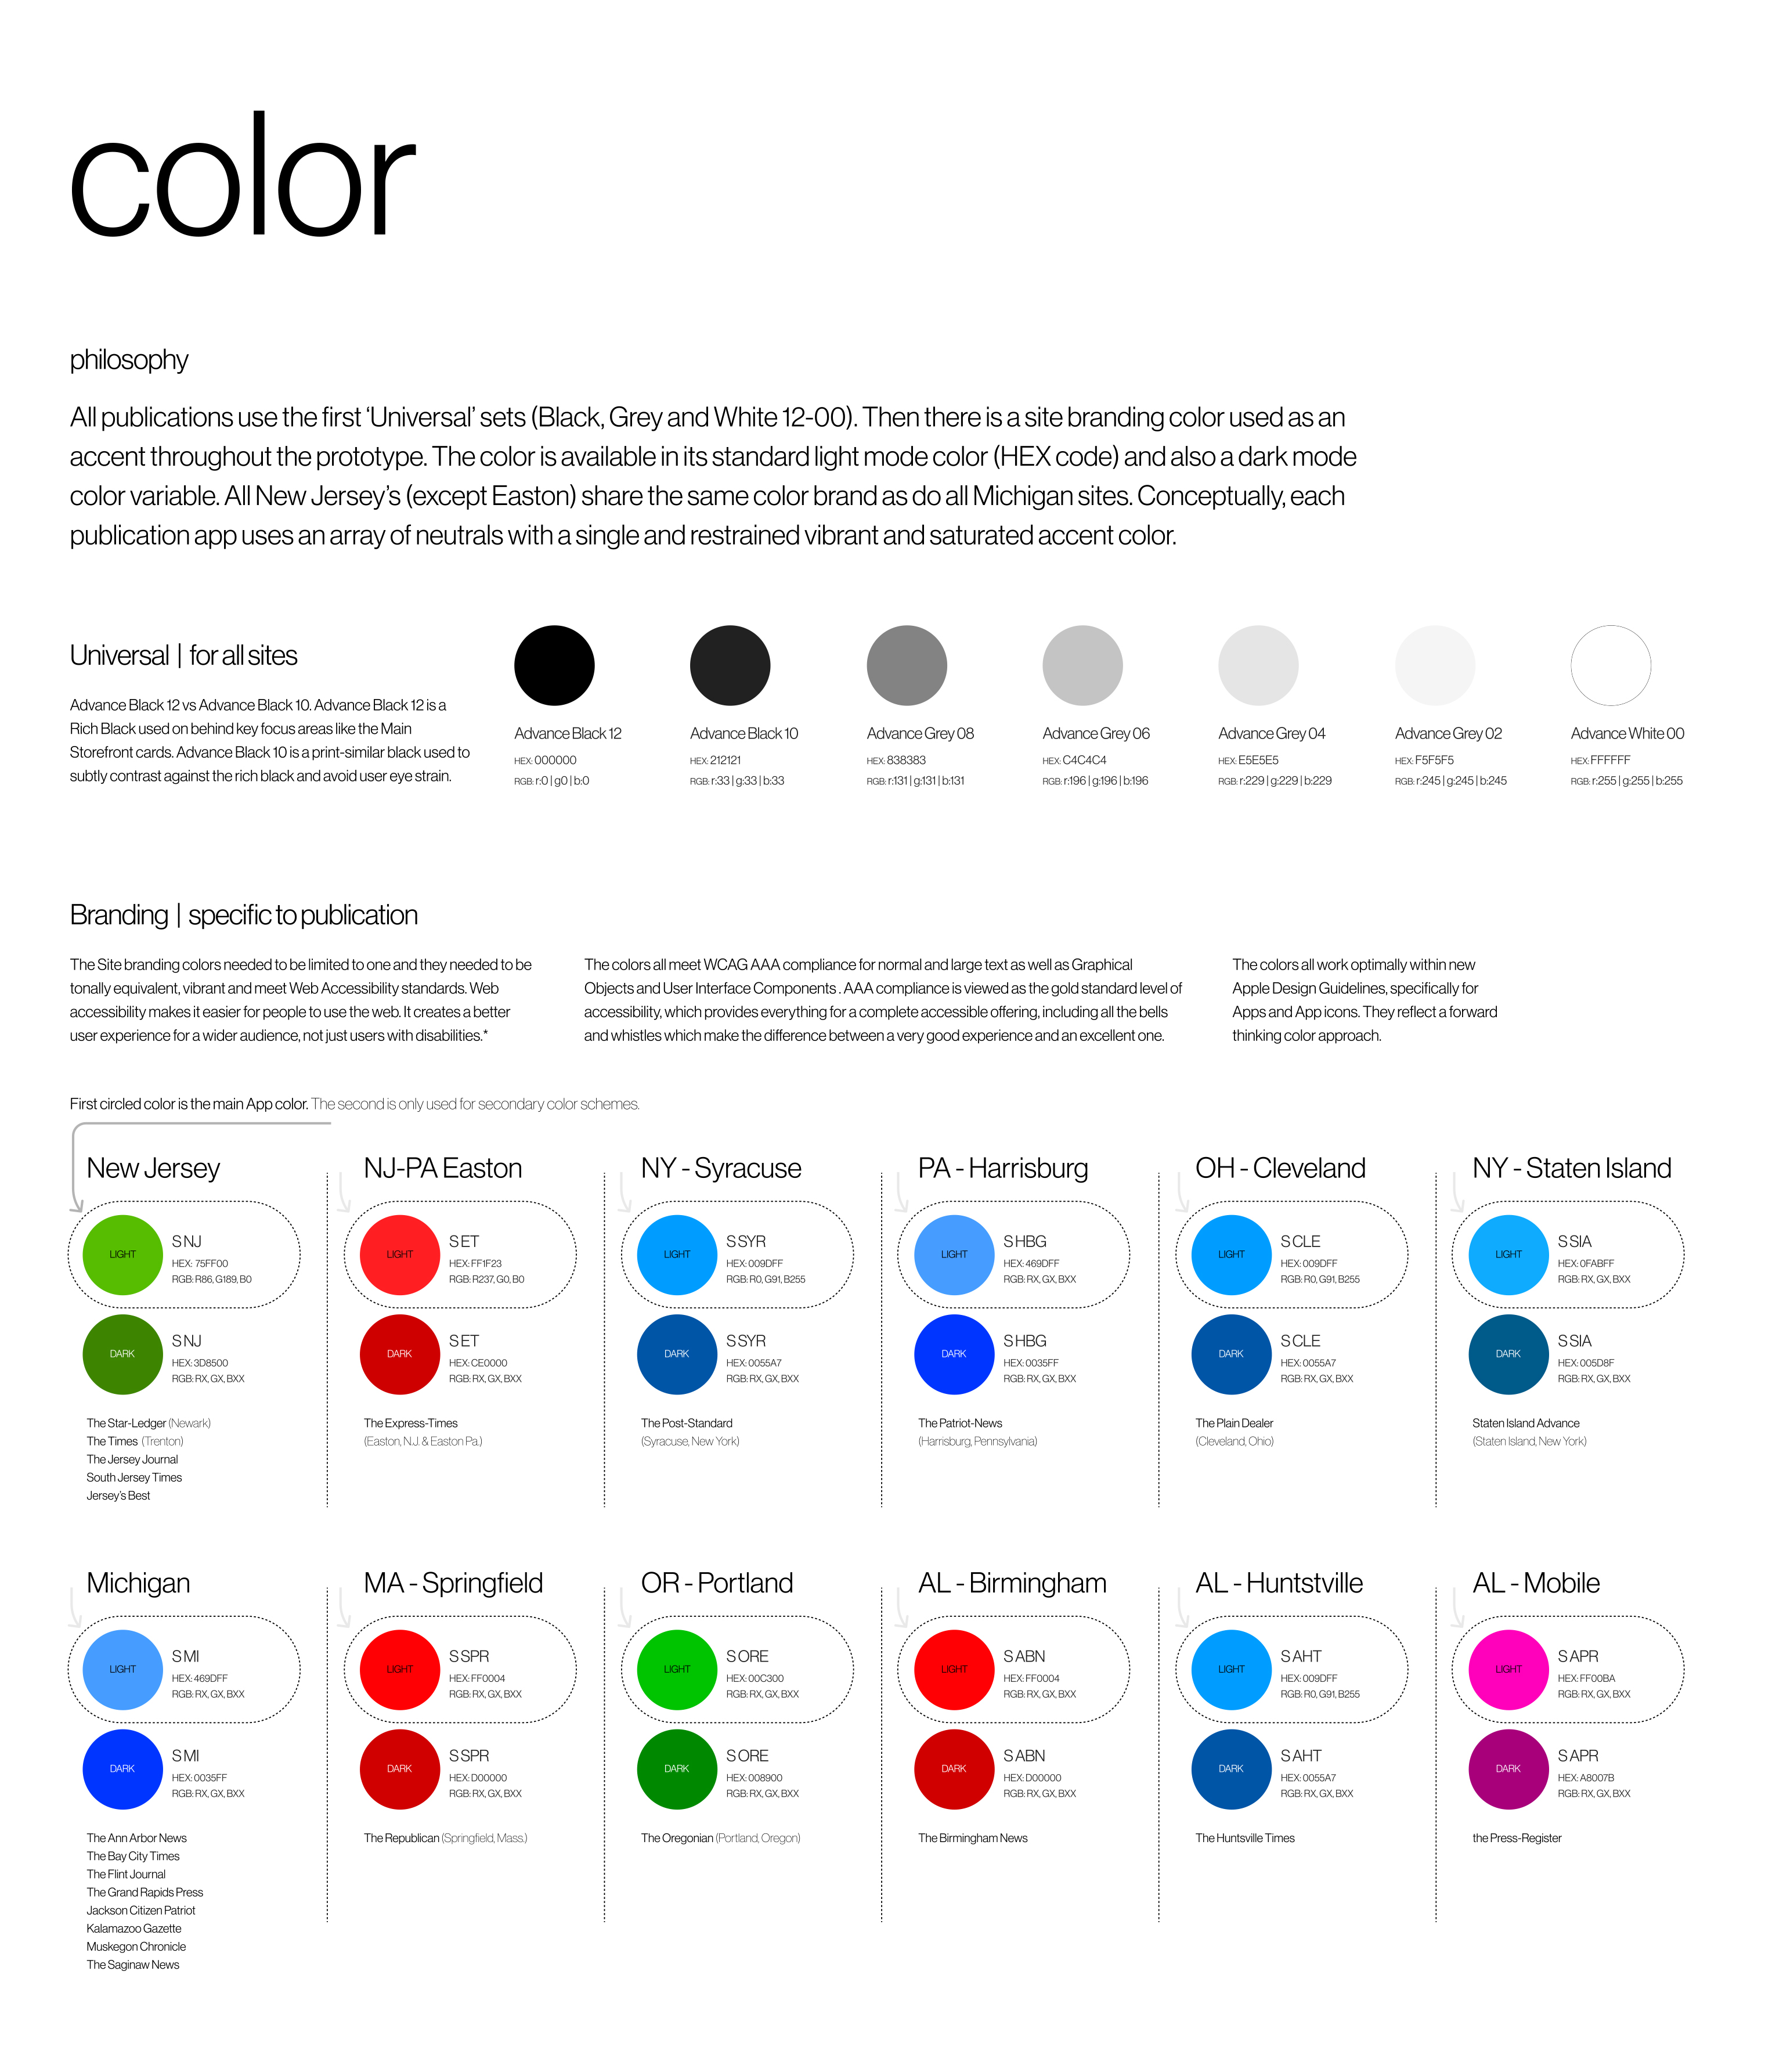 color
philosophy
All publications use the first ‘Universal’ sets (Black, Grey and White 12-00). Then there is a site branding color used as an
accent throughout the prototype. The color is available in its standard light mode color (HEX code) and also a dark mode
color variable. All New Jersey’s (except Easton) share the same color brand as do all Michigan sites. Conceptually, each
publication app uses an array of neutrals with a single and restrained vibrant and saturated accent color.
Universal | for all sites
Advance Black 12 vs Advance Black 10. Advance Black 12 is a
Rich Black used on behind key focus areas like the Main
Storefront cards. Advance Black 10 is a print-similar black used to
subtly contrast against the rich black and avoid user eye strain.
Advance Black 12
HEX: 000000
RGB: r:0 | g0 | b:0
Advance Black 10
HEX: 212121
RGB: r:33 | g:33 | b:33
Advance Grey 08
HEX: 838383
RGB: r:131 | g:131 | b:131
Advance Grey 06
HEX: C4C4C4
RGB: r:196 | g:196 | b:196
Advance Grey 04
HEX: E5E5E5
RGB: r:229 | g:229 | b:229
Advance Grey 02
HEX: F5F5F5
RGB: r:245 | g:245 | b:245
Advance White 00
HEX: FFFFFF
RGB: r:255 | g:255 | b:255
Branding | specific to publication
The Site branding colors needed to be limited to one and they needed to be
tonally equivalent, vibrant and meet Web Accessibility standards. Web
accessibility makes it easier for people to use the web. It creates a better
user experience for a wider audience, not just users with disabilities.*
The colors all meet WCAG AAA compliance for normal and large text as well as Graphical
Objects and User Interface Components . AAA compliance is viewed as the gold standard level of
accessibility, which provides everything for a complete accessible offering, including all the bells
and whistles which make the difference between a very good experience and an excellent one.
The colors all work optimally within new
Apple Design Guidelines, specifically for
Apps and App icons. They reflect a forward
thinking color approach.
First circled color is the main App color. The second is only used for secondary color schemes.
New Jersey
LIGHT
S NJ
HEX: 75FF00
RGB: R86, G189, B0
DARK
S NJ
HEX: 3D8500
RGB: RX, GX, BXX
The Star-Ledger (Newark)
The Times (Trenton)
The Jersey Journal
South Jersey Times
Jersey’s Best
NJ-PA Easton
LIGHT
S ET
HEX: FF1F23
RGB: R237, G0, B0
DARK
S ET
HEX: CE0000
RGB: RX, GX, BXX
The Express-Times
(Easton, N.J. & Easton Pa.)
NY - Syracuse
LIGHT
S SYR
HEX: 009DFF
RGB: R0, G91, B255
DARK
S SYR
HEX: 0055A7
RGB: RX, GX, BXX
The Post-Standard
(Syracuse, New York)
PA - Harrisburg
LIGHT
S HBG
HEX: 469DFF
RGB: RX, GX, BXX
DARK
S HBG
HEX: 0035FF
RGB: RX, GX, BXX
The Patriot-News
(Harrisburg, Pennsylvania)
OH - Cleveland
LIGHT
S CLE
HEX: 009DFF
RGB: R0, G91, B255
DARK
S CLE
HEX: 0055A7
RGB: RX, GX, BXX
The Plain Dealer
(Cleveland, Ohio)
NY - Staten Island
LIGHT
S SIA
HEX: 0FABFF
RGB: RX, GX, BXX
DARK
S SIA
HEX: 005D8F
RGB: RX, GX, BXX
Staten Island Advance
(Staten Island, New York)
Michigan
LIGHT
S MI
HEX: 469DFF
RGB: RX, GX, BXX
DARK
S MI
HEX: 0035FF
RGB: RX, GX, BXX
The Ann Arbor News
The Bay City Times
The Flint Journal
The Grand Rapids Press
Jackson Citizen Patriot
Kalamazoo Gazette
Muskegon Chronicle
The Saginaw News
MA - Springfield
LIGHT
S SPR
HEX: FF0004
RGB: RX, GX, BXX
DARK
S SPR
HEX: D00000
RGB: RX, GX, BXX
The Republican (Springfield, Mass.)
OR - Portland
LIGHT
S ORE
HEX: 00C300
RGB: RX, GX, BXX
DARK
S ORE
HEX: 008900
RGB: RX, GX, BXX
The Oregonian (Portland, Oregon)
AL - Birmingham
LIGHT
S ABN
HEX: FF0004
RGB: RX, GX, BXX
DARK
S ABN
HEX: D00000
RGB: RX, GX, BXX
The Birmingham News
AL - Huntstville
LIGHT
S AHT
HEX: 009DFF
RGB: R0, G91, B255
DARK
S AHT
HEX: 0055A7
RGB: RX, GX, BXX
The Huntsville Times
AL - Mobile
LIGHT
S APR
HEX: FF00BA
RGB: RX, GX, BXX
DARK
S APR
HEX: A8007B
RGB: RX, GX, BXX
the Press-Register